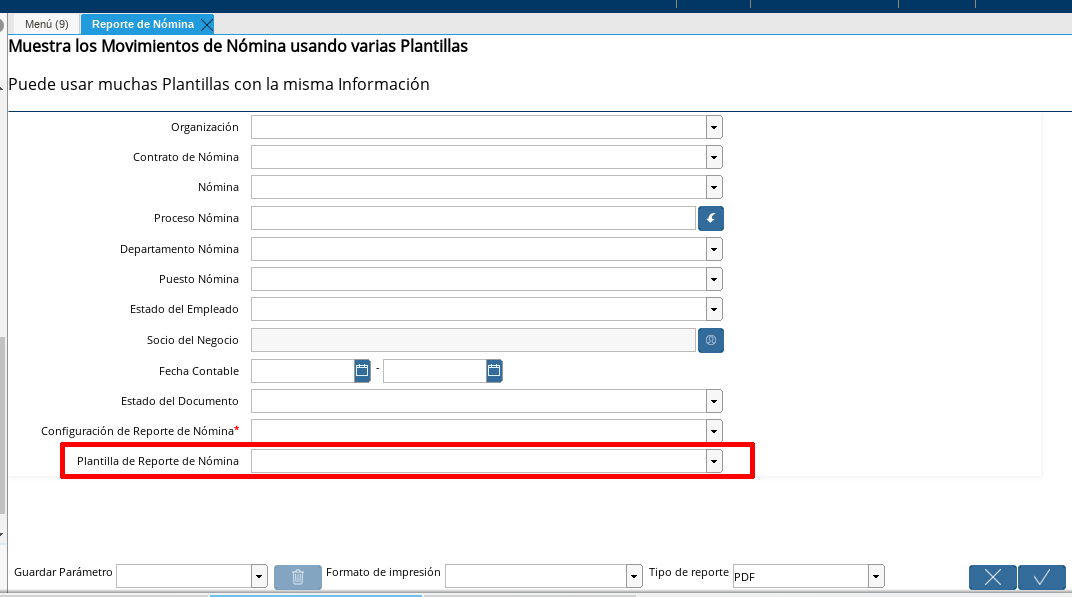 Menú (9) Reporte de Nómina
Muestra los Movimientos de Nómina usando varias Plantillas
Puede usar muchas Plantillas con la misma Información
Organización
Contrato de Nómina
Nómina
Proceso Nómina
Departamento Nómina
Puesto Nómina
Estado del Empleado
Socio del Negocio
Fecha Contable -
Estado del Documento
Configuración de Reporte de Nómina*
Plantilla de Reporte de Nómina
Guardar Parámetro Formato de impresión Tipo de reporte PDF